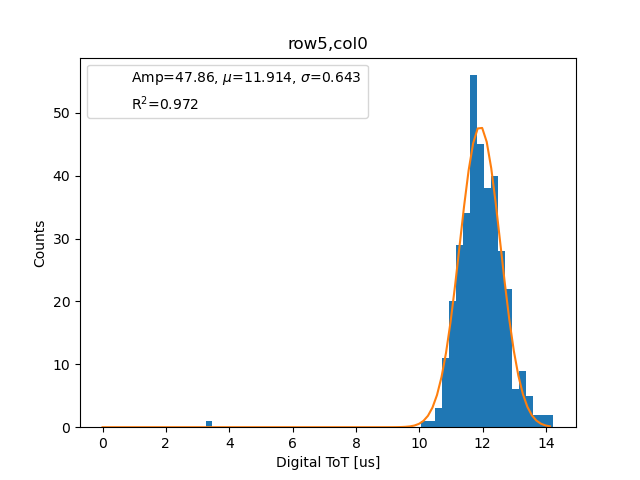 row5,col0
Amp=47.86, μ=11.914, σ=0.643
R²=0.972
50
40
30
20
10
0
Counts
0 2 4 6 8 10 12 14
Digital ToT [us]